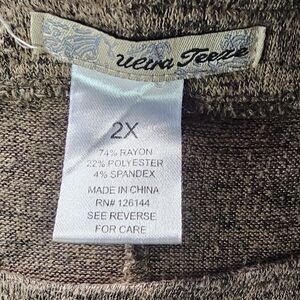 Ultra Teeze
2X
74% RAYON
22% POLYESTER
4% SPANDEX
MADE IN CHINA
RN# 126144
SEE REVERSE
FOR CARE